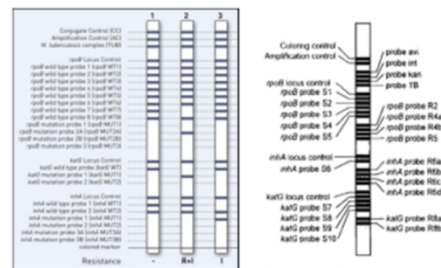 1 2 3
Conjugate Control (CC)
Amplification Control (AC)
M. tuberculosis complex (TUB)
rpoB Locus Control
rpoB wild type probe 1 (rpoB WT1)
rpoB wild type probe 2 (rpoB WT2)
rpoB wild type probe 3 (rpoB WT3)
rpoB wild type probe 4 (rpoB WT4)
rpoB wild type probe 5 (rpoB WT5)
rpoB wild type probe 6 (rpoB WT6)
rpoB wild type probe 7 (rpoB WT7)
rpoB wild type probe 8 (rpoB WT8)
rpoB mutation probe 1 (rpoB MUT1)
rpoB mutation probe 2A (rpoB MUT2A)
rpoB mutation probe 2B (rpoB MUT2B)
rpoB mutation probe 3 (rpoB MUT3)
katG Locus Control
katG wild type probe (katG WT)
katG mutation probe 1 (katG MUT1)
katG mutation probe 2 (katG MUT2)
inhA Locus Control
inhA wild type probe 1 (inhA WT1)
inhA wild type probe 2 (inhA WT2)
inhA mutation probe 1 (inhA MUT1)
inhA mutation probe 2 (inhA MUT2)
inhA mutation probe 3A (inhA MUT3A)
inhA mutation probe 3B (inhA MUT3B)
colored marker
Resistance - R+I I
Coloring control
Amplification control
rpoB locus control
rpoB probe S1
rpoB probe S2
rpoB probe S3
rpoB probe S4
rpoB probe S5
inhA locus control
inhA probe S6
katG locus control
katG probe S7
katG probe S8
katG probe S9
katG probe S10
probe avi
probe int
probe kan
probe TB
rpoB probe R2
rpoB probe R4a
rpoB probe R4b
rpoB probe R5
inhA probe R6a
inhA probe R6b
inhA probe R6c
inhA probe R6d
katG probe R8a
katG probe R8b